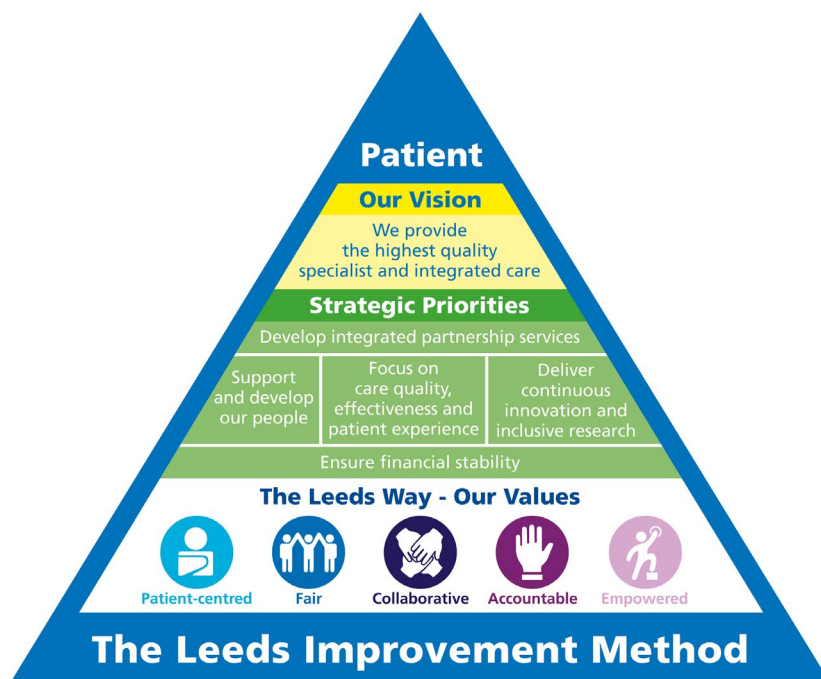 Patient
Our Vision
We provide
the highest quality
specialist and integrated care
Strategic Priorities
Develop integrated partnership services
Support
and develop
our people
Focus on
care quality,
effectiveness and
patient experience
Deliver
continuous
innovation and
inclusive research
Ensure financial stability
The Leeds Way - Our Values
Patient-centred
Fair
Collaborative
Accountable
Empowered
The Leeds Improvement Method